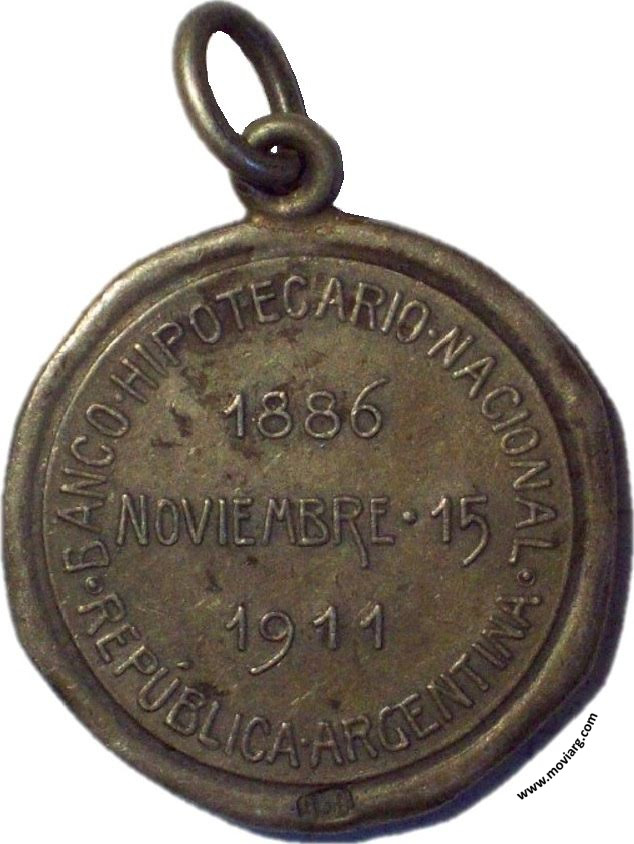 BANCO·HIPOTECARIO·NACIONAL·
REPÚBLICA·ARGENTINA·
1886
NOVIEMBRE·15
1911
www.moviarg.com